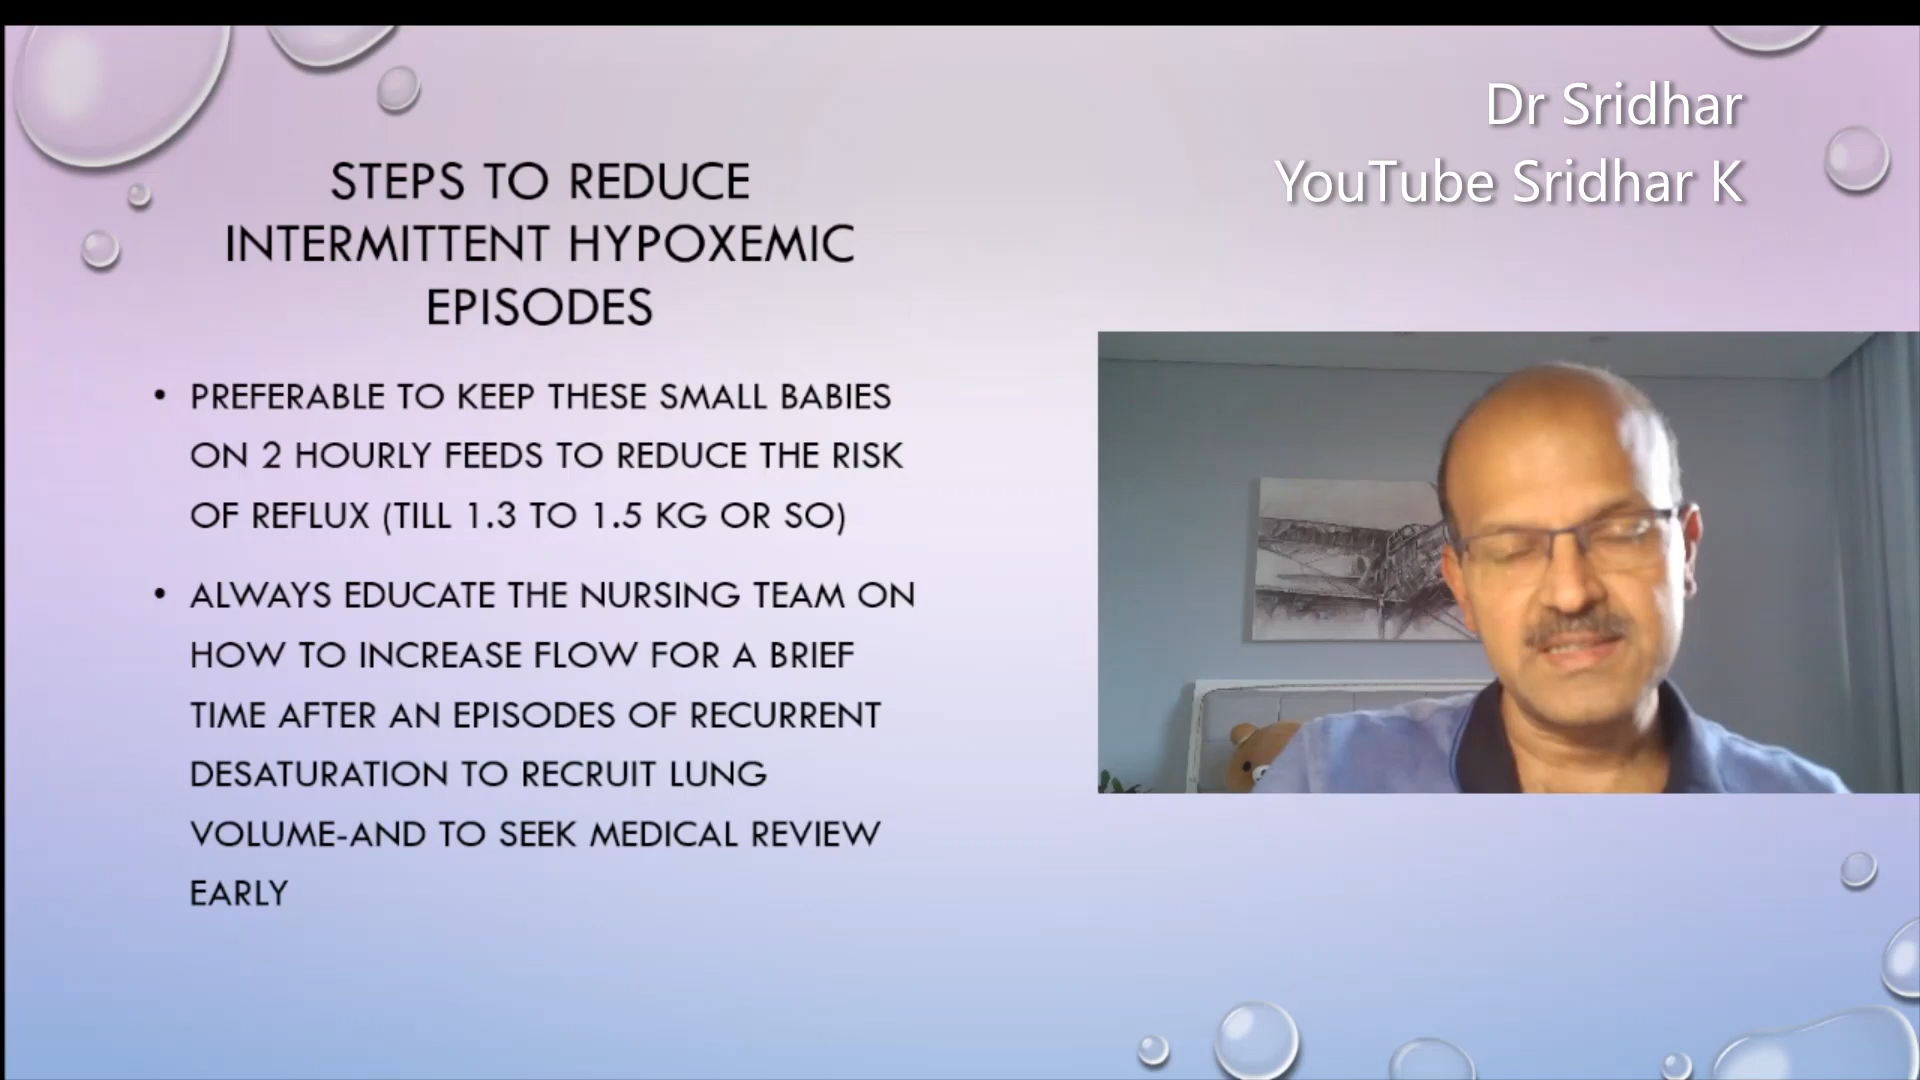 Dr Sridhar
YouTube Sridhar K
STEPS TO REDUCE
INTERMITTENT HYPOXEMIC
EPISODES
• PREFERABLE TO KEEP THESE SMALL BABIES
ON 2 HOURLY FEEDS TO REDUCE THE RISK
OF REFLUX (TILL 1.3 TO 1.5 KG OR SO)
• ALWAYS EDUCATE THE NURSING TEAM ON
HOW TO INCREASE FLOW FOR A BRIEF
TIME AFTER AN EPISODES OF RECURRENT
DESATURATION TO RECRUIT LUNG
VOLUME-AND TO SEEK MEDICAL REVIEW
EARLY